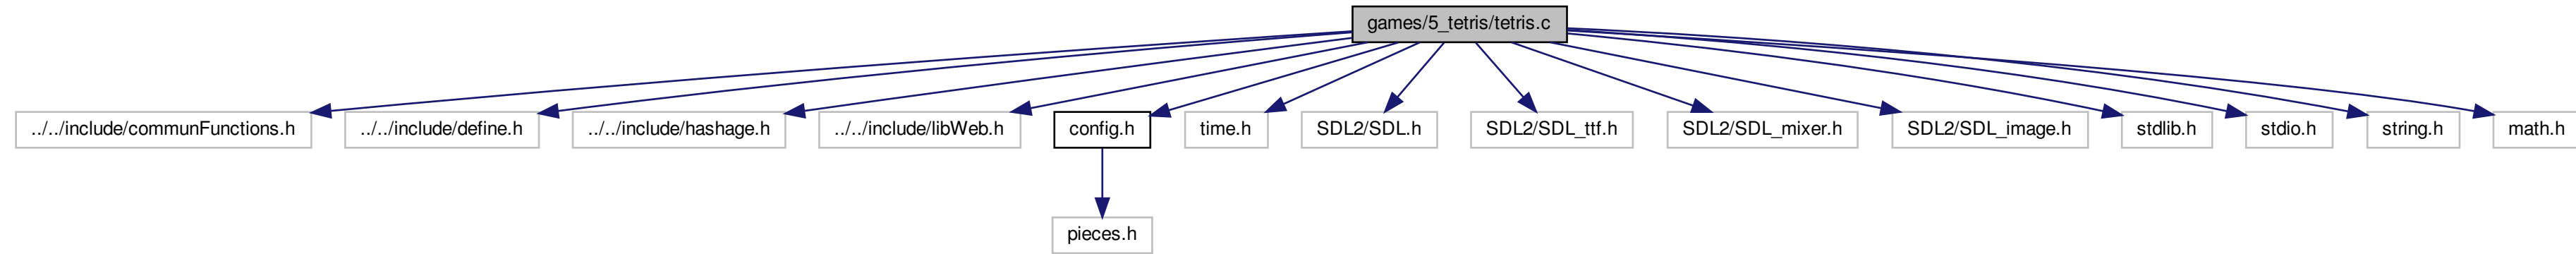 games/5_tetris/tetris.c
../../include/communFunctions.h
../../include/define.h
../../include/hashage.h
../../include/libWeb.h
config.h
time.h
SDL2/SDL.h
SDL2/SDL_ttf.h
SDL2/SDL_mixer.h
SDL2/SDL_image.h
stdlib.h
stdio.h
string.h
math.h
pieces.h